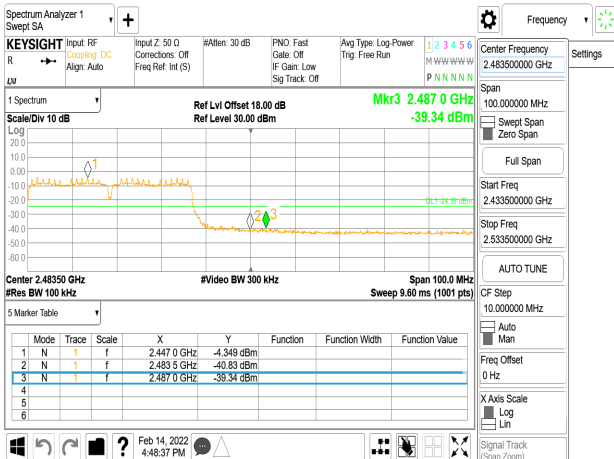 Spectrum Analyzer 1
Swept SA
Frequency
KEYSIGHT
R
Input: RF
Coupling: DC
Align: Auto
Input Z: 50 Ω
Corrections: Off
Freq Ref: Int (S)
#Atten: 30 dB
PNO: Fast
Gate: Off
IF Gain: Low
Sig Track: Off
Avg Type: Log-Power
Trig: Free Run
1 2 3 4 5 6
M W W W W W
P N N N N N
Center Frequency
2.483500000 GHz
Settings
1 Spectrum
Scale/Div 10 dB
Ref Lvl Offset 18.00 dB
Ref Level 30.00 dBm
Mkr3 2.487 0 GHz
-39.34 dBm
Span
100.000000 MHz
Swept Span
Zero Span
Full Span
Start Freq
2.433500000 GHz
Stop Freq
2.533500000 GHz
AUTO TUNE
CF Step
10.000000 MHz
Auto
Man
Freq Offset
0 Hz
X Axis Scale
Log
Lin
Signal Track
(Span Zoom)
Log
20.0
10.0
0.00
-10.0
-20.0
-30.0
-40.0
-50.0
-60.0
1
2
3
Center 2.48350 GHz
#Res BW 100 kHz
#Video BW 300 kHz
Span 100.0 MHz
Sweep 9.60 ms (1001 pts)
5 Marker Table
Mode Trace Scale X Y Function Function Width Function Value
1 N 1 f 2.447 0 GHz -4.349 dBm
2 N 1 f 2.483 5 GHz -40.83 dBm
3 N 1 f 2.487 0 GHz -39.34 dBm
4
5
6
Feb 14, 2022
4:48:37 PM